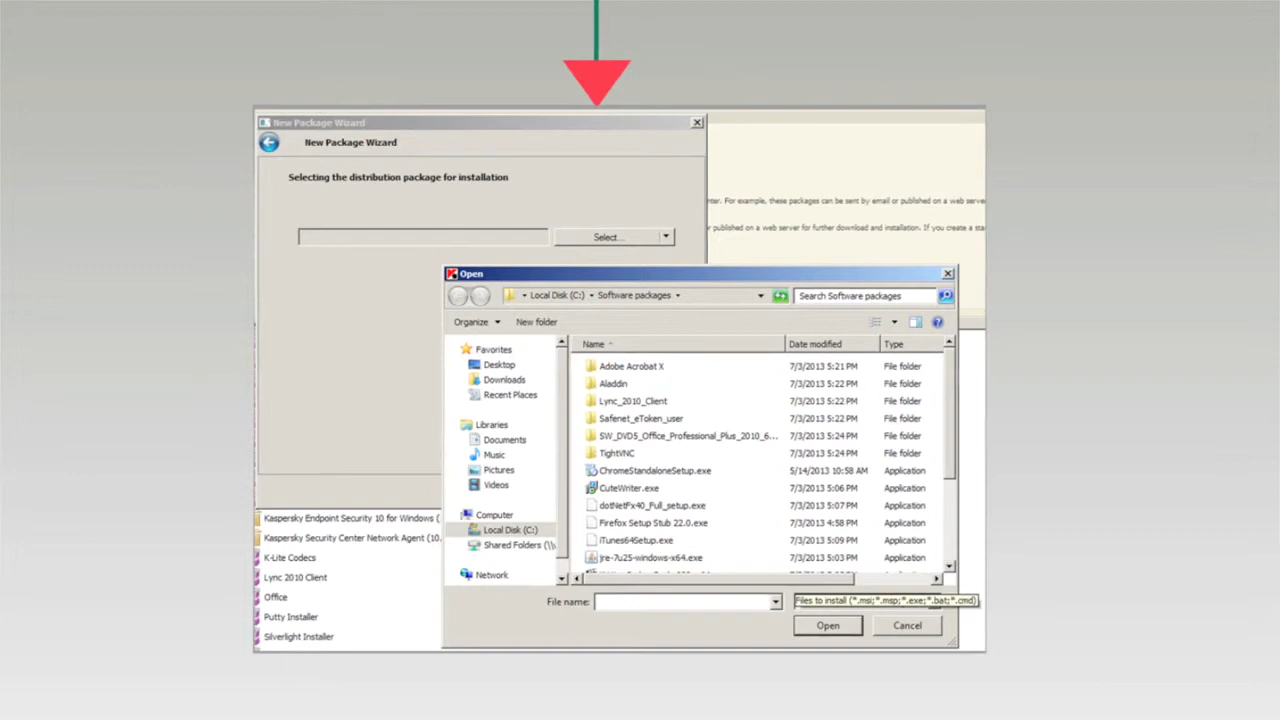 New Package Wizard
New Package Wizard
Selecting the distribution package for installation
Select...
nter. For example, these packages can be sent by email or published on a web serve
or published on a web server for further download and installation. If you create a sta
Open
Local Disk (C:) Software packages
Search Software packages
Organize New folder
Favorites
Desktop
Downloads
Recent Places
Libraries
Documents
Music
Pictures
Videos
Computer
Local Disk (C:)
Shared Folders (\\
Network
Name Date modified Type
Adobe Acrobat X 7/3/2013 5:21 PM File folder
Aladdin 7/3/2013 5:22 PM File folder
Lync_2010_Client 7/3/2013 5:22 PM File folder
Safenet_eToken_user 7/3/2013 5:22 PM File folder
SW_DVD5_Office_Professional_Plus_2010_6... 7/3/2013 5:24 PM File folder
TightVNC 7/3/2013 5:24 PM File folder
ChromeStandaloneSetup.exe 5/14/2013 10:58 AM Application
CuteWriter.exe 7/3/2013 5:06 PM Application
dotNetFx40_Full_setup.exe 7/3/2013 5:07 PM Application
Firefox Setup Stub 22.0.exe 7/3/2013 4:58 PM Application
iTunes64Setup.exe 7/3/2013 5:09 PM Application
jre-7u25-windows-x64.exe 7/3/2013 5:03 PM Application
File name:
Files to install (*.msi;*.msp;*.exe;*.bat;*.cmd)
Open Cancel
Kaspersky Endpoint Security 10 for Windows (
Kaspersky Security Center Network Agent (10.
K-Lite Codecs
Lync 2010 Client
Office
Putty Installer
Silverlight Installer